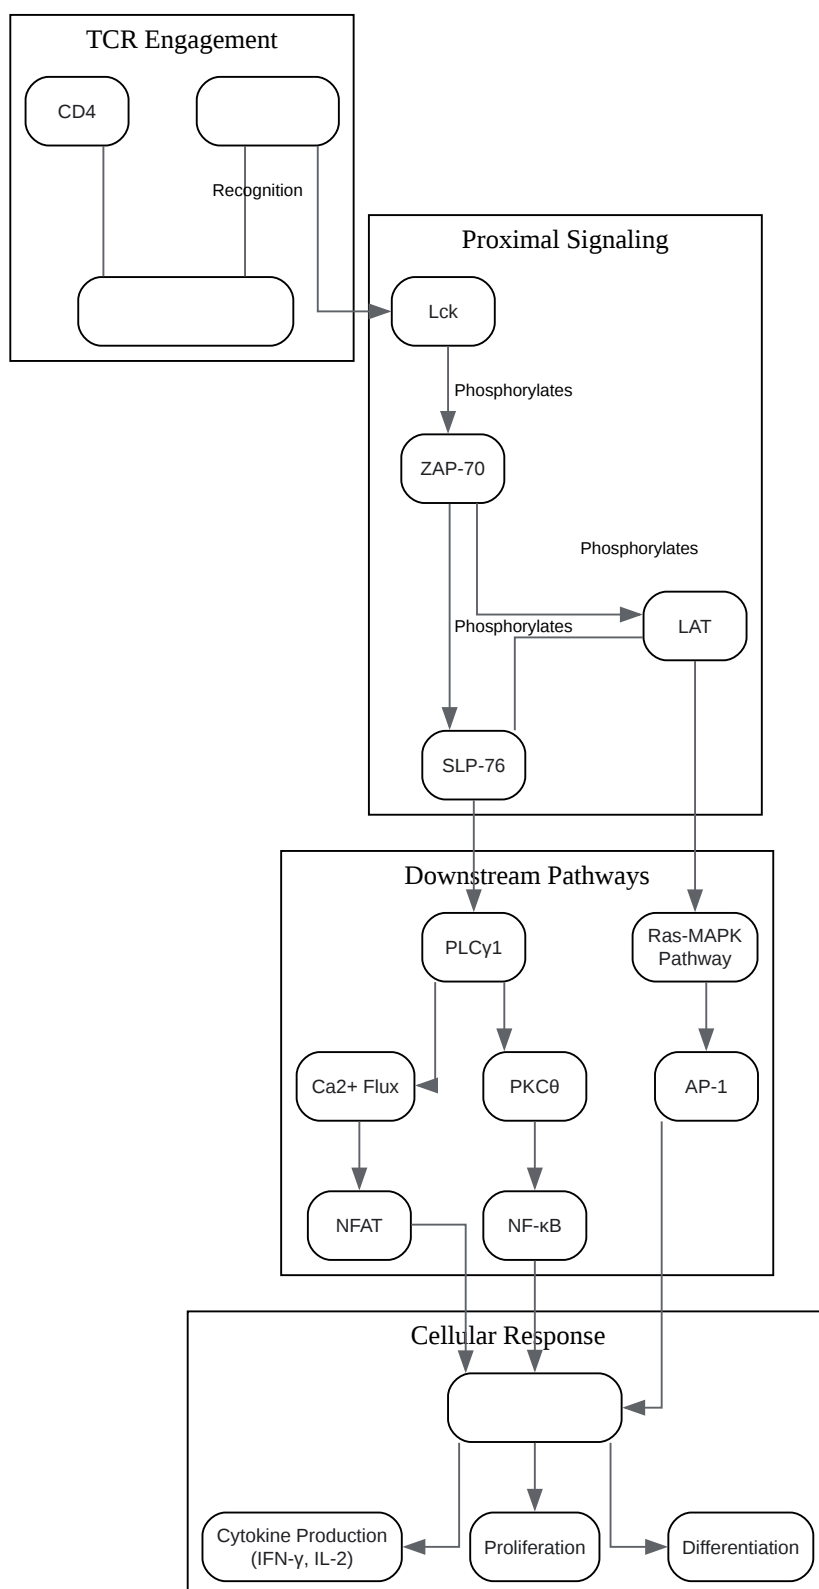 TCR Engagement
CD4
Recognition
Proximal Signaling
Lck
Phosphorylates
ZAP-70
Phosphorylates
Phosphorylates
LAT
SLP-76
Downstream Pathways
PLCγ1
Ras-MAPK
Pathway
Ca2+ Flux
PKCθ
AP-1
NFAT
NF-κB
Cellular Response
Cytokine Production
(IFN-γ, IL-2)
Proliferation
Differentiation